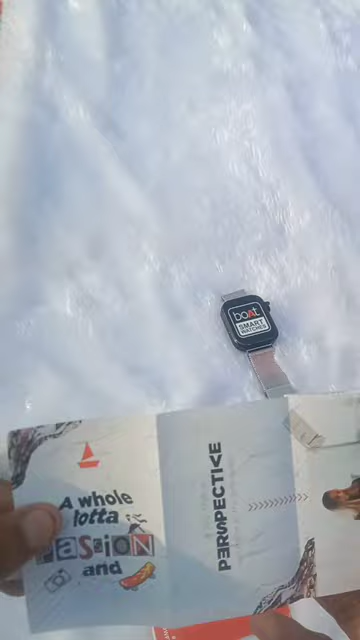 boAt
SMART
WATCHES
A whole
lotta
PASSION
and
PERSPECTIVE